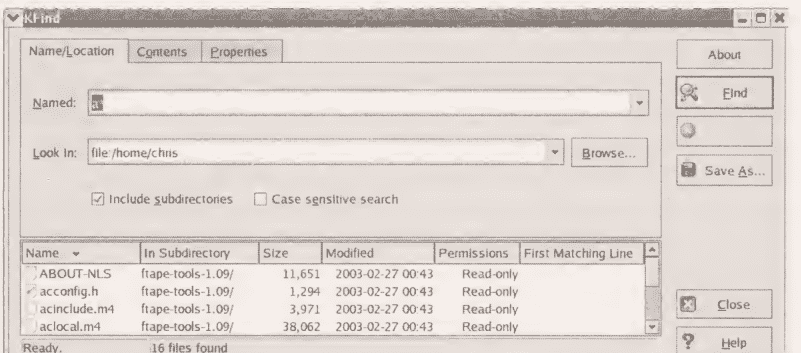 KFind
Name/Location Contents Properties
About
Named:
Find
Look In: file:/home/chris Browse...
Save As...
Include subdirectories Case sensitive search
Name In Subdirectory Size Modified Permissions First Matching Line
ABOUT-NLS ftape-tools-1.09/ 11,651 2003-02-27 00:43 Read-only
acconfig.h ftape-tools-1.09/ 1,294 2003-02-27 00:43 Read-only
acinclude.m4 ftape-tools-1.09/ 3,971 2003-02-27 00:43 Read-only
aclocal.m4 ftape-tools-1.09/ 38,062 2003-02-27 00:43 Read-only
Close
Ready. 16 files found
Help